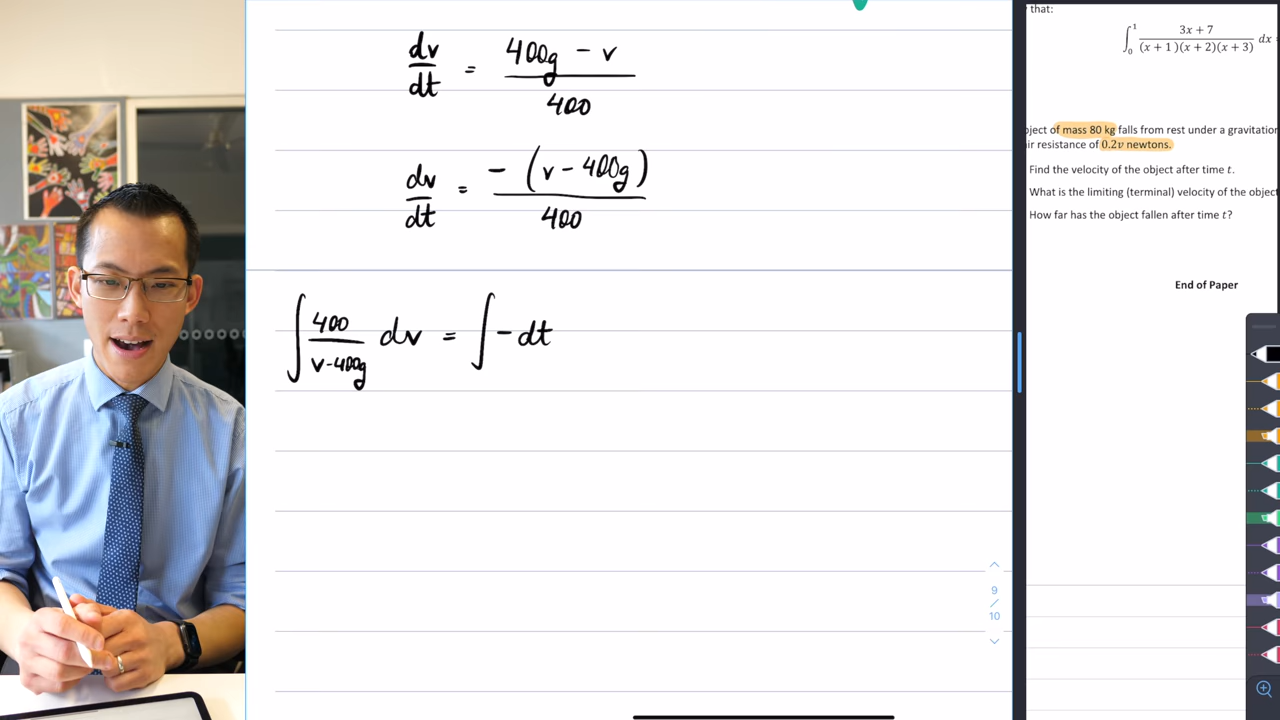 dv/dt = (400g - v)/400
dv/dt = -(v - 400g)/400
∫ 400/(v-400g) dv = ∫ -dt
9
/
10
that:
∫₀¹ (3x + 7)/((x + 1)(x + 2)(x + 3)) dx =
ject of mass 80 kg falls from rest under a gravitation
ir resistance of 0.2v newtons.
Find the velocity of the object after time t.
What is the limiting (terminal) velocity of the objec
How far has the object fallen after time t?
End of Paper